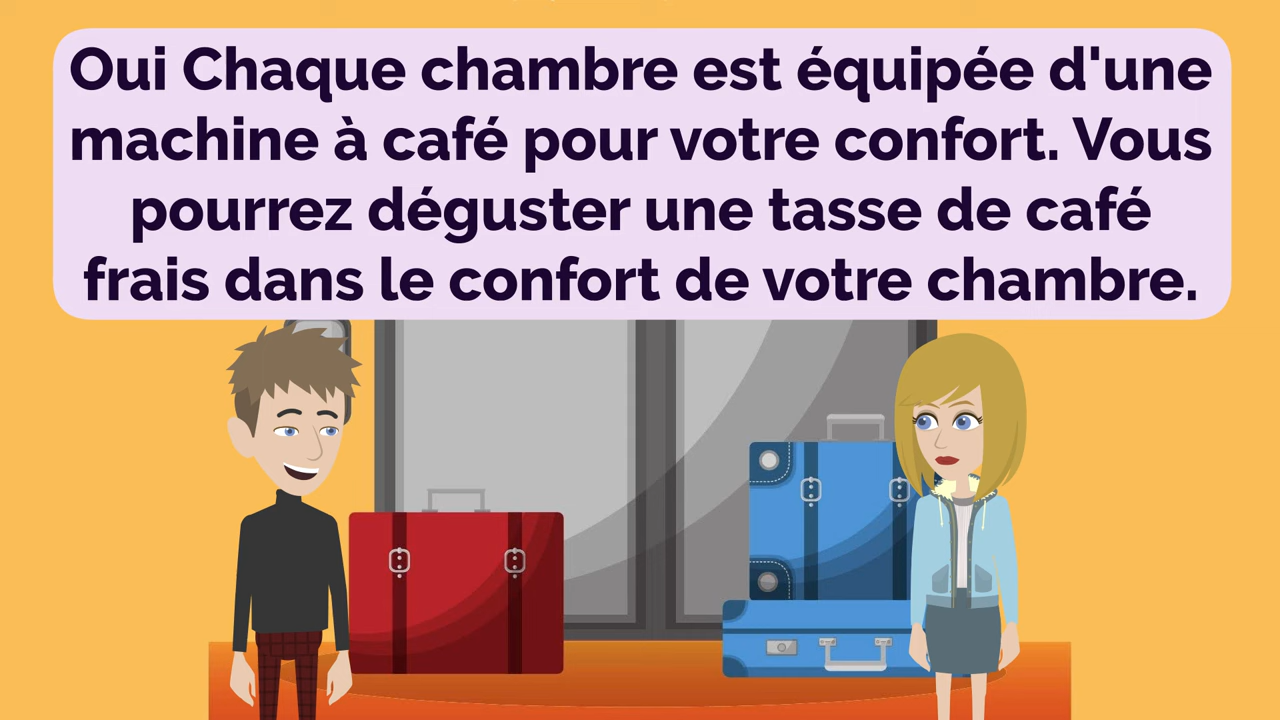 Oui Chaque chambre est équipée d'une
machine à café pour votre confort. Vous
pourrez déguster une tasse de café
frais dans le confort de votre chambre.